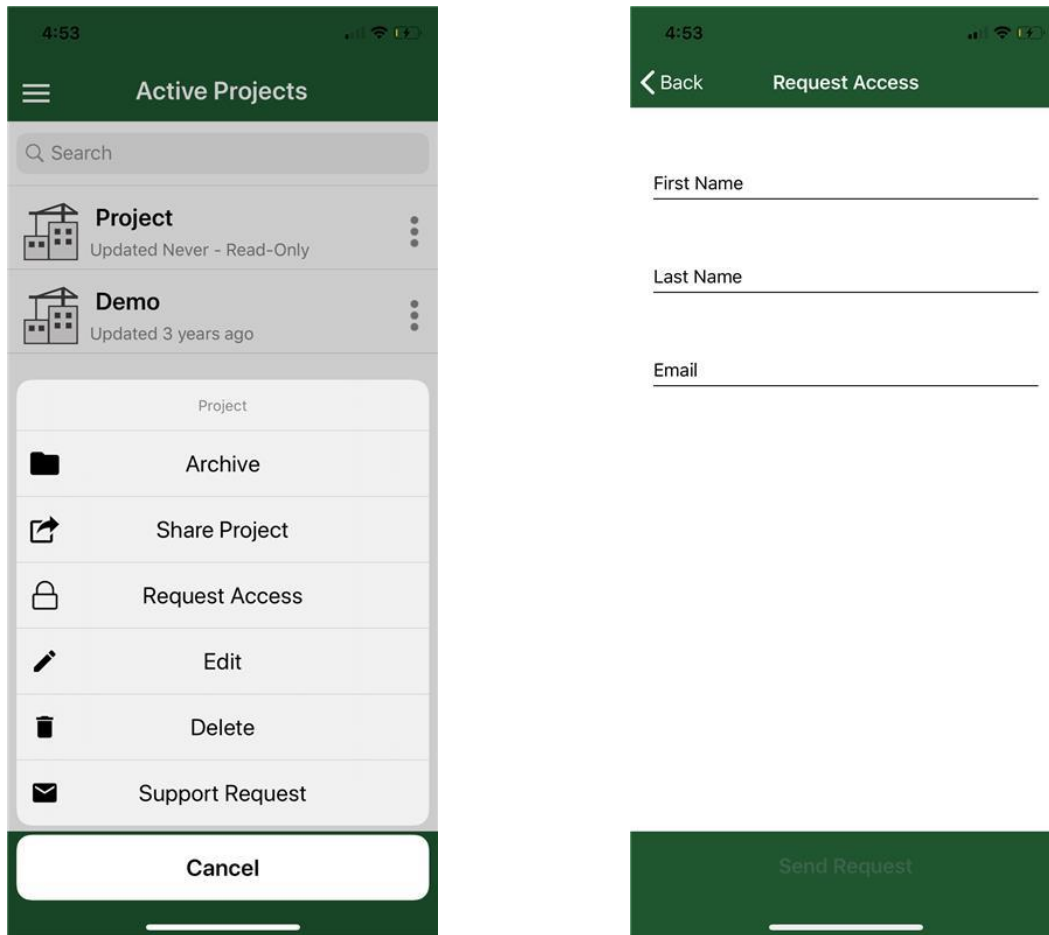 4:53
Active Projects
Search
Project
Updated Never - Read-Only
Demo
Updated 3 years ago
Project
Archive
Share Project
Request Access
Edit
Delete
Support Request
Cancel
4:53
Back
Request Access
First Name
Last Name
Email
Send Request